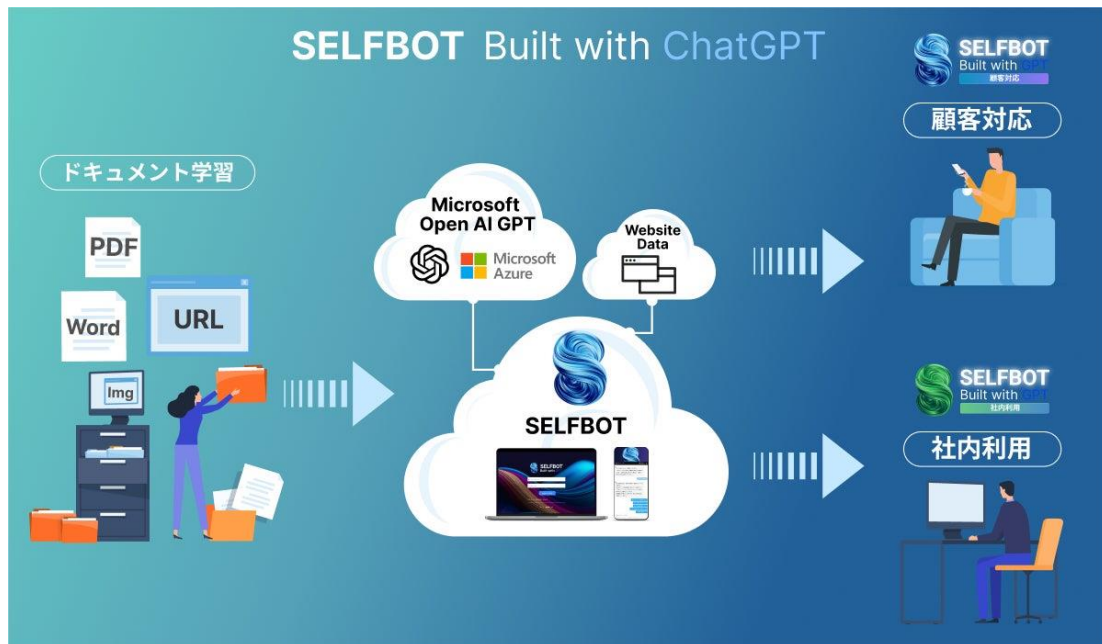 SELFBOT Built with ChatGPT
SELFBOT
Built with GPT
顧客対応
顧客対応
ドキュメント学習
PDF
Word
URL
Img
Microsoft
Open AI GPT
Microsoft
Azure
Website
Data
SELFBOT
SELFBOT
SELFBOT
Built with GPT
社内利用
社内利用